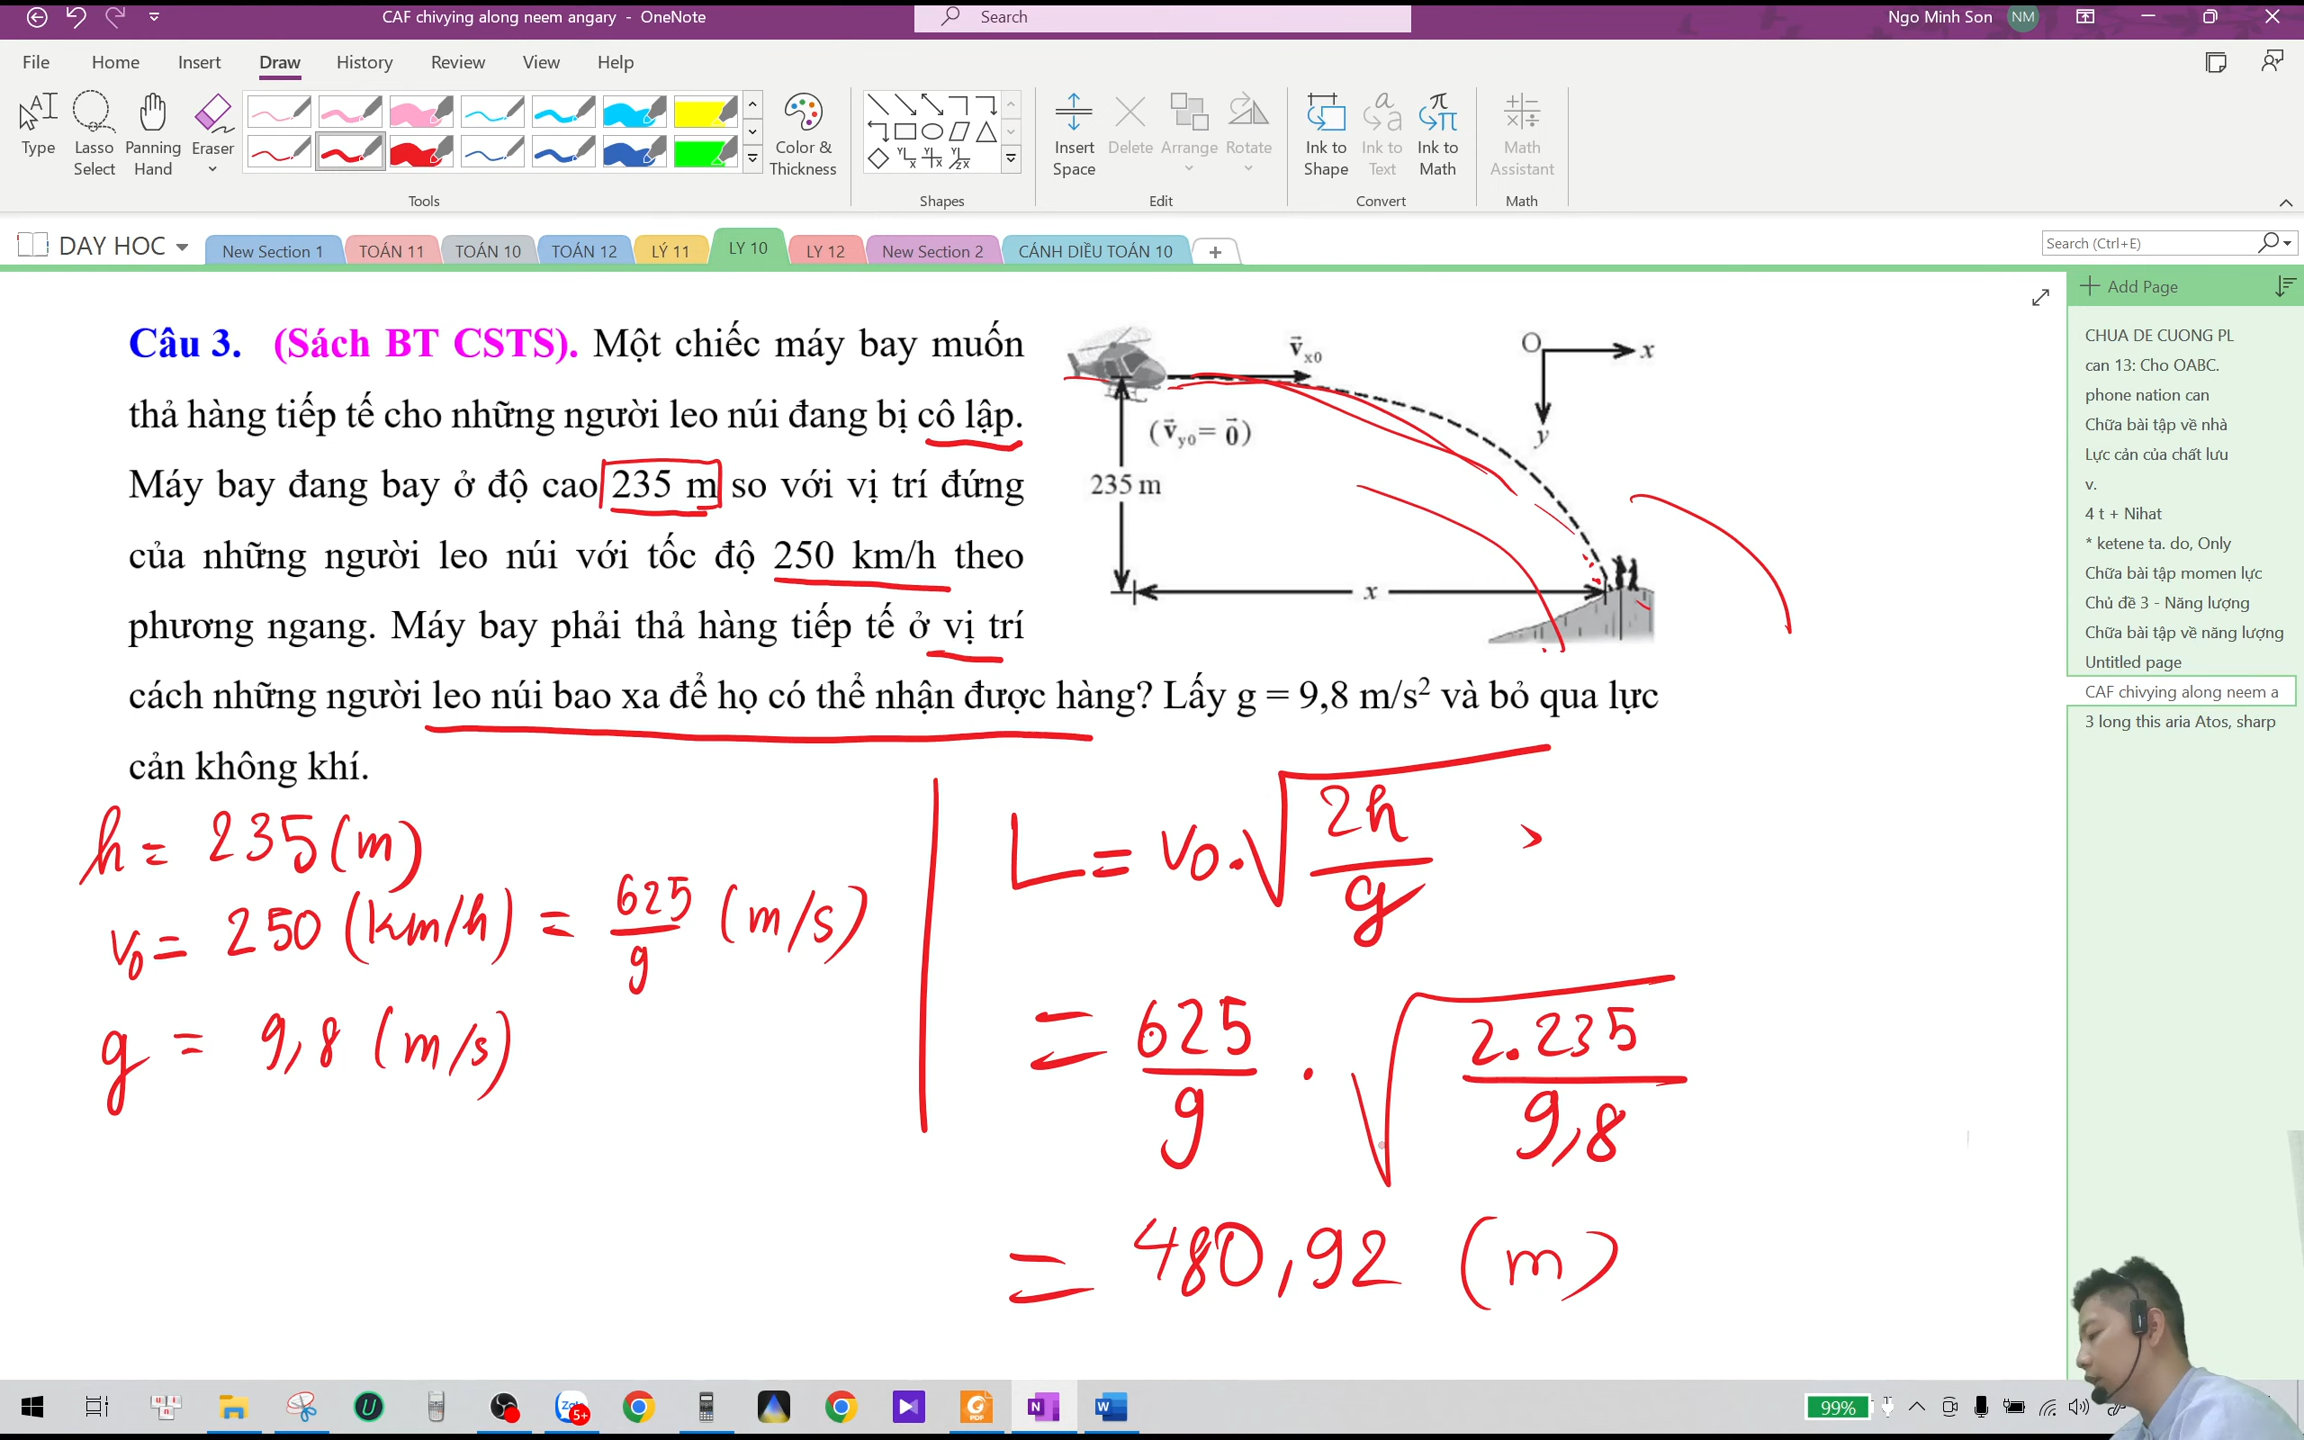 CAF chivying along neem angary - OneNote
Search
Ngo Minh Son
NM
File
Home
Insert
Draw
History
Review
View
Help
Type
Lasso Select
Panning Hand
Eraser
Color & Thickness
Insert Space
Delete
Arrange
Rotate
Ink to Shape
Ink to Text
Ink to Math
Math Assistant
Tools
Shapes
Edit
Convert
Math
DAY HOC
New Section 1
TOÁN 11
TOÁN 10
TOÁN 12
LÝ 11
LY 10
LY 12
New Section 2
CÁNH DIỀU TOÁN 10
Search (Ctrl+E)
Add Page
CHUA DE CUONG PL
can 13: Cho OABC.
phone nation can
Chữa bài tập về nhà
Lực cản của chất lưu
v.
4 t + Nihat
* ketene ta. do, Only
Chữa bài tập momen lực
Chủ đề 3 - Năng lượng
Chữa bài tập về năng lượng
Untitled page
CAF chivying along neem a
3 long this aria Atos, sharp
Câu 3. (Sách BT CSTS). Một chiếc máy bay muốn
thả hàng tiếp tế cho những người leo núi đang bị cô lập.
Máy bay đang bay ở độ cao 235 m so với vị trí đứng
của những người leo núi với tốc độ 250 km/h theo
phương ngang. Máy bay phải thả hàng tiếp tế ở vị trí
cách những người leo núi bao xa để họ có thể nhận được hàng? Lấy g = 9,8 m/s² và bỏ qua lực
cản không khí.
v⃗x0
(v⃗y0 = 0⃗)
235 m
x
O
x
y
h = 235 (m)
v0 = 250 (km/h) = 625/9 (m/s)
g = 9,8 (m/s)
L = v0.√(2h/g)
= 625/9 . √(2.235/9,8)
= 480,92 (m)
99%
5+